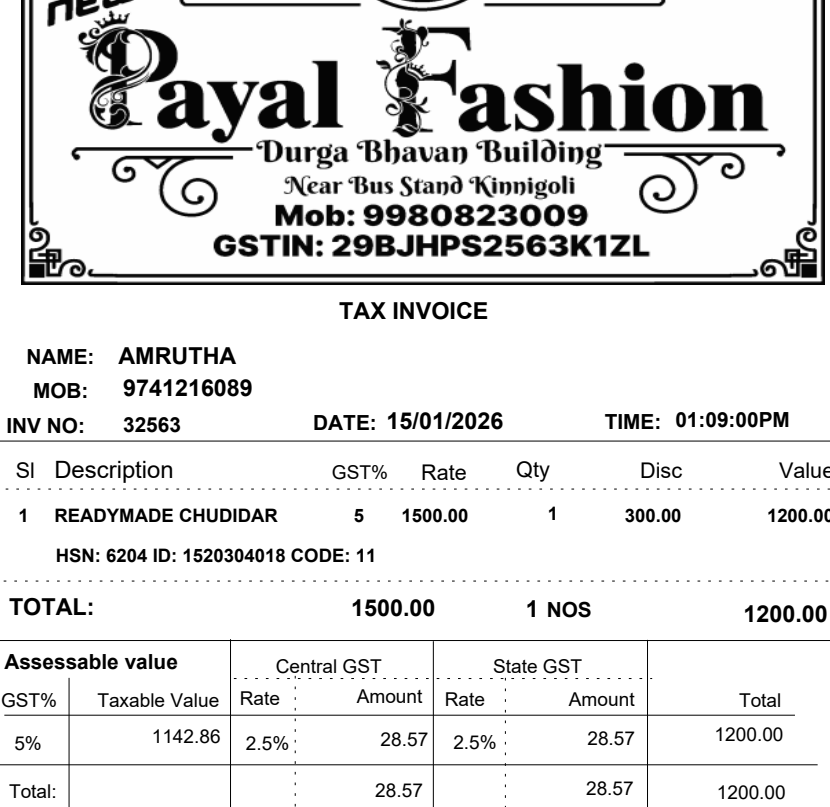 new
Payal Fashion
Durga Bhavan Building
Near Bus Stand Kinnigoli
Mob: 9980823009
GSTIN: 29BJHPS2563K1ZL
TAX INVOICE
NAME: AMRUTHA
MOB: 9741216089
INV NO: 32563 DATE: 15/01/2026 TIME: 01:09:00PM
Sl Description GST% Rate Qty Disc Value
1 READYMADE CHUDIDAR 5 1500.00 1 300.00 1200.00
HSN: 6204 ID: 1520304018 CODE: 11
TOTAL: 1500.00 1 NOS 1200.00
Assessable value Central GST State GST
GST% Taxable Value Rate Amount Rate Amount Total
5% 1142.86 2.5% 28.57 2.5% 28.57 1200.00
Total: 28.57 28.57 1200.00